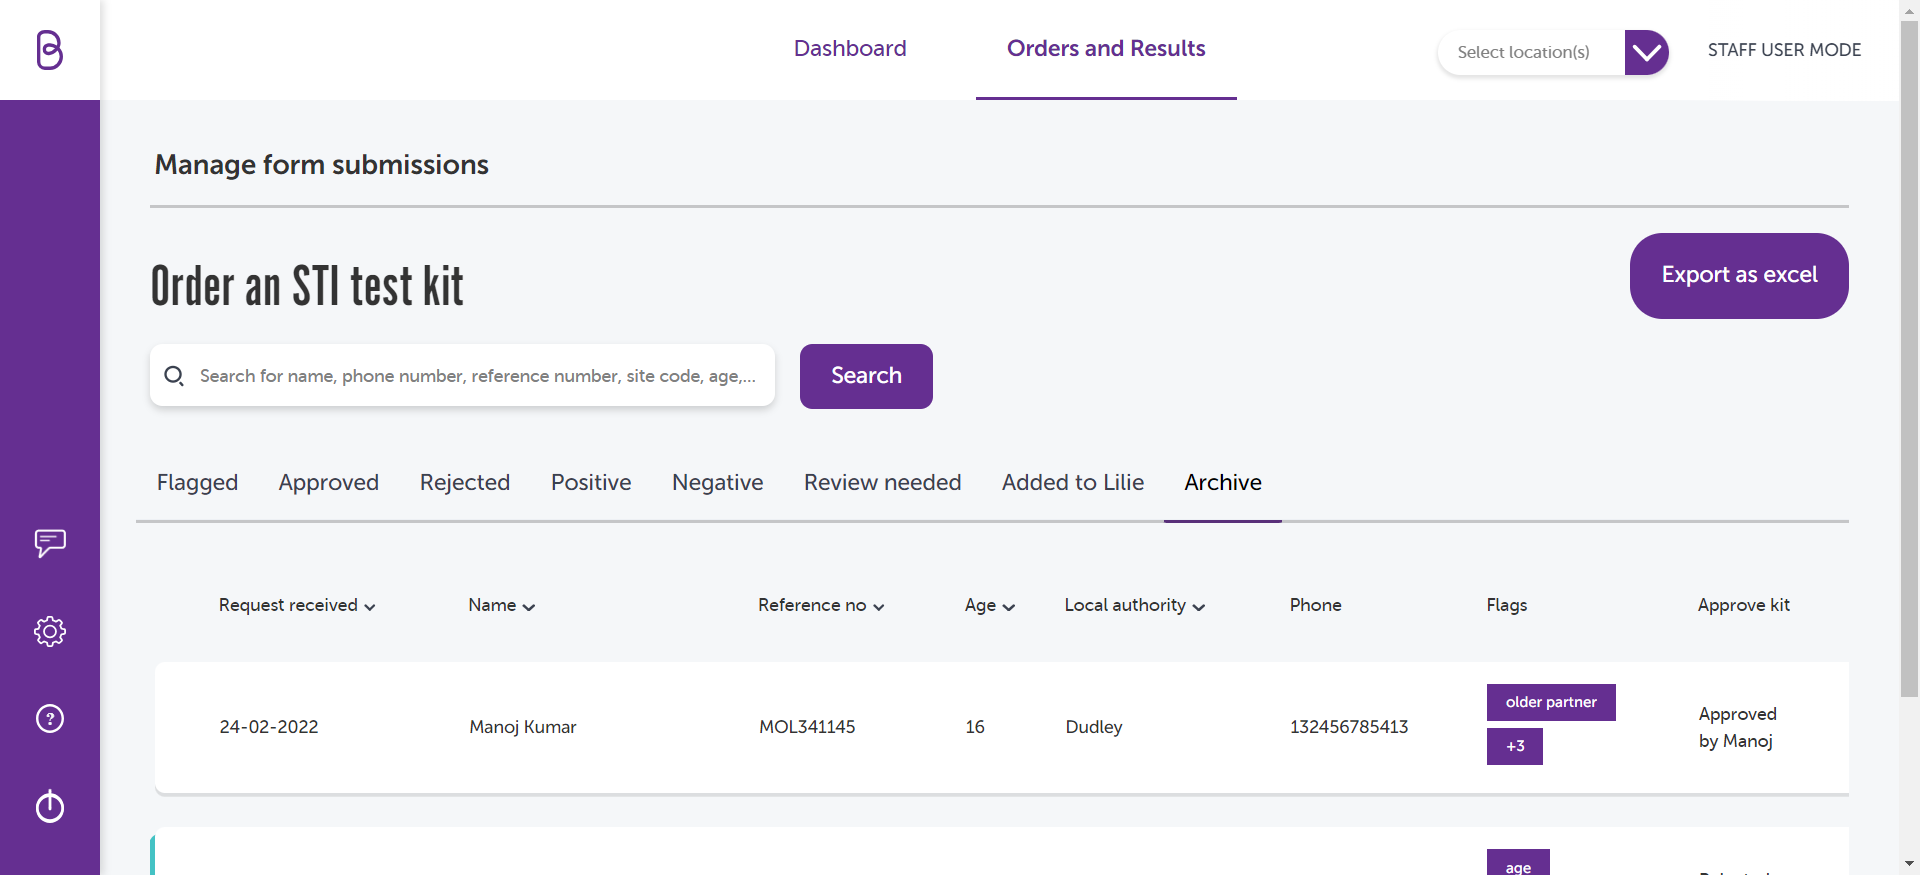 B
Dashboard
Orders and Results
Select location(s)
STAFF USER MODE
Manage form submissions
Order an STI test kit
Export as excel
Search for name, phone number, reference number, site code, age,...
Search
Flagged Approved Rejected Positive Negative Review needed Added to Lilie Archive
Request received Name Reference no Age Local authority Phone Flags Approve kit
older partner
24-02-2022 Manoj Kumar MOL341145 16 Dudley 132456785413
Approved
by Manoj
+3
age